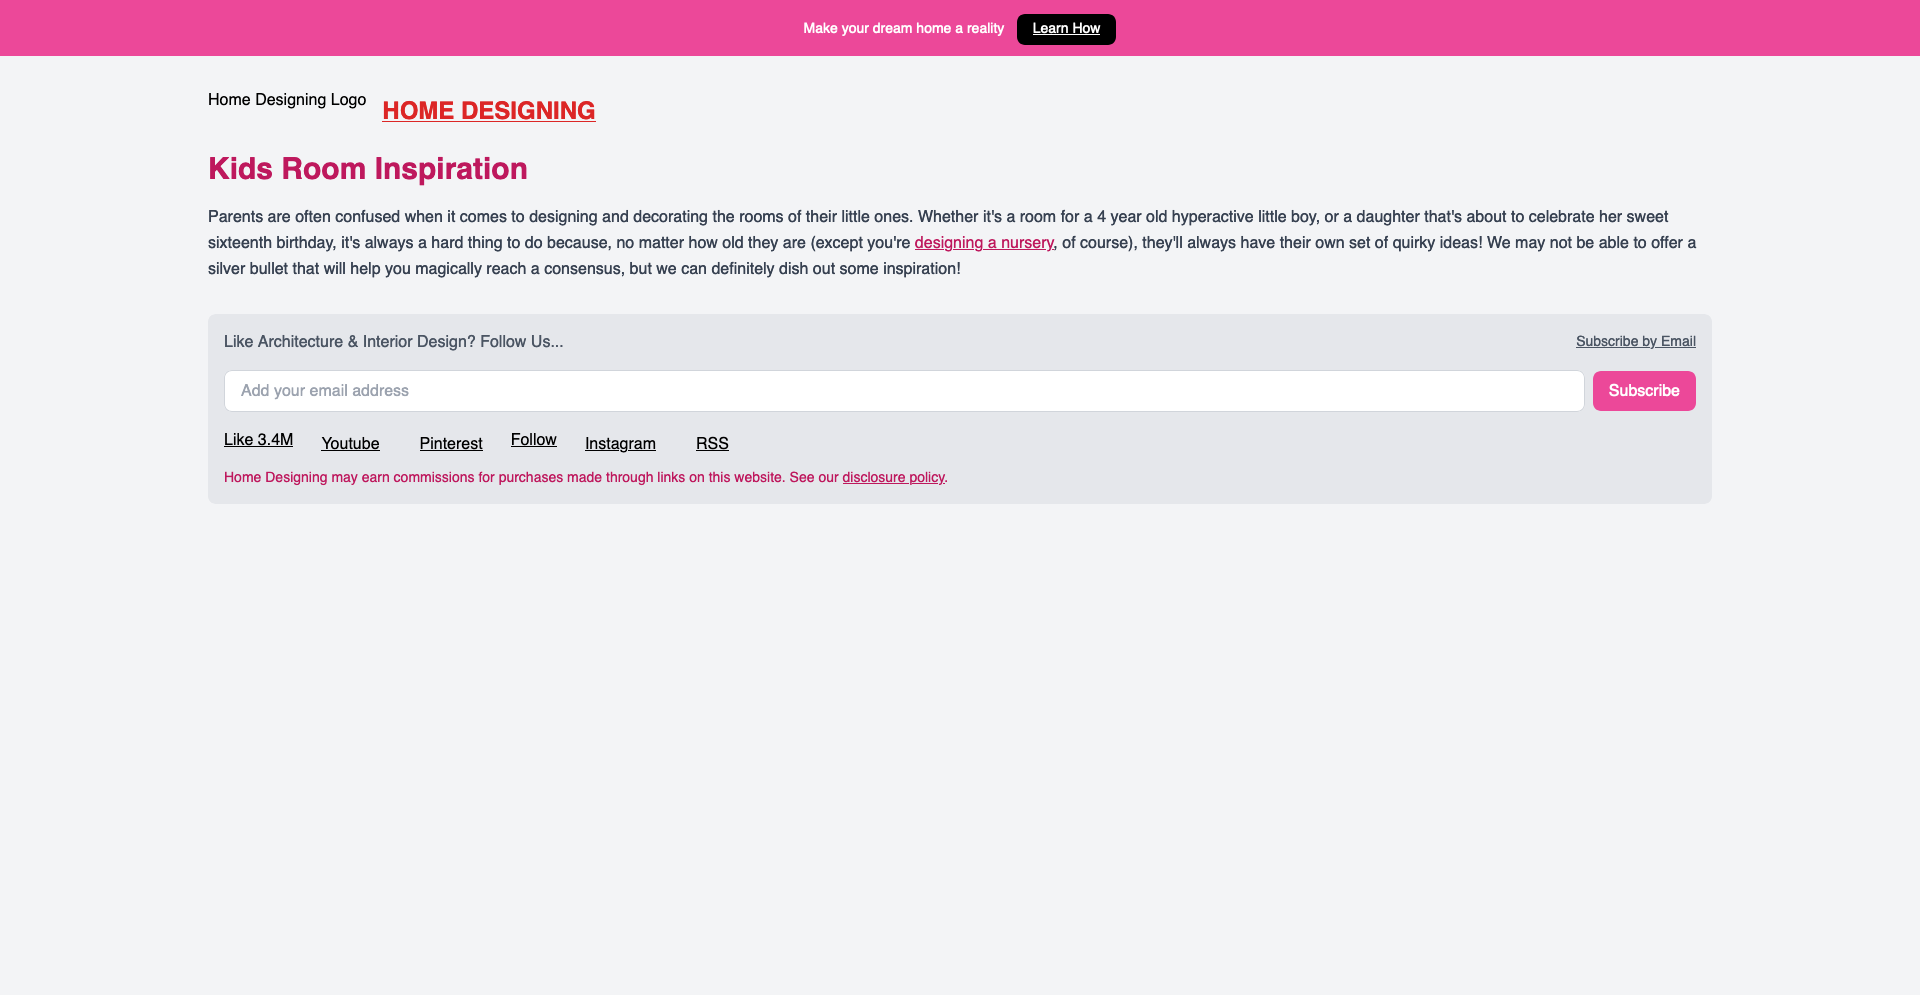 Make your dream home a reality Learn How
Home Designing Logo HOME DESIGNING
Kids Room Inspiration
Parents are often confused when it comes to designing and decorating the rooms of their little ones. Whether it's a room for a 4 year old hyperactive little boy, or a daughter that's about to celebrate her sweet
sixteenth birthday, it's always a hard thing to do because, no matter how old they are (except you're designing a nursery, of course), they'll always have their own set of quirky ideas! We may not be able to offer a
silver bullet that will help you magically reach a consensus, but we can definitely dish out some inspiration!
Like Architecture & Interior Design? Follow Us... Subscribe by Email
Add your email address Subscribe
Like 3.4M Youtube Pinterest Follow Instagram RSS
Home Designing may earn commissions for purchases made through links on this website. See our disclosure policy.